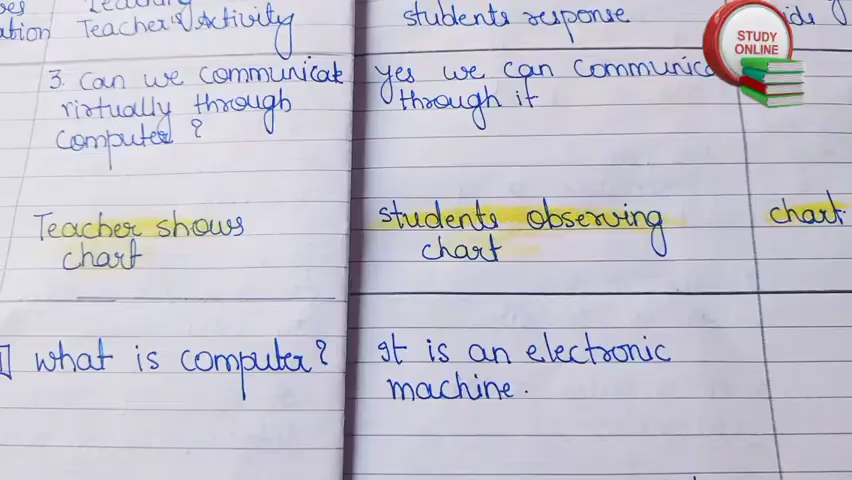 Teacher's Activity
students response
3. Can we communicat
virtually through
computer ?
yes we can communica
through it
Teacher shows
chart
students observing
chart
chart.
what is computer?
It is an electronic
machine.
STUDY
ONLINE